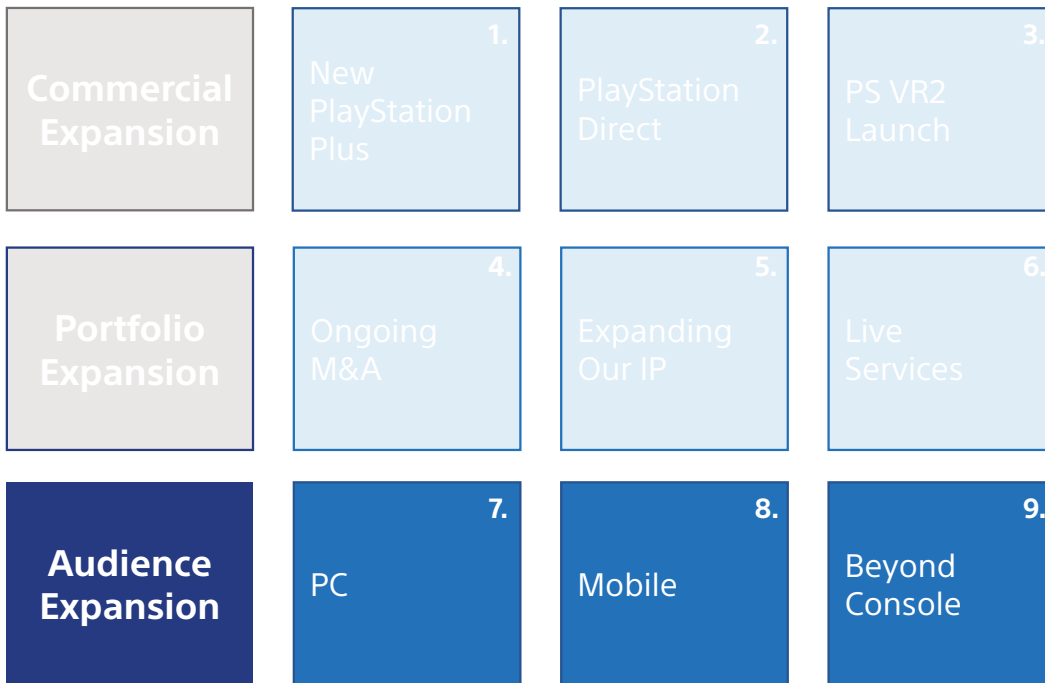 Commercial
Expansion
1.
New
PlayStation
Plus
2.
PlayStation
Direct
3.
PS VR2
Launch
Portfolio
Expansion
4.
Ongoing
M&A
5.
Expanding
Our IP
6.
Live
Services
Audience
Expansion
7.
PC
8.
Mobile
9.
Beyond
Console